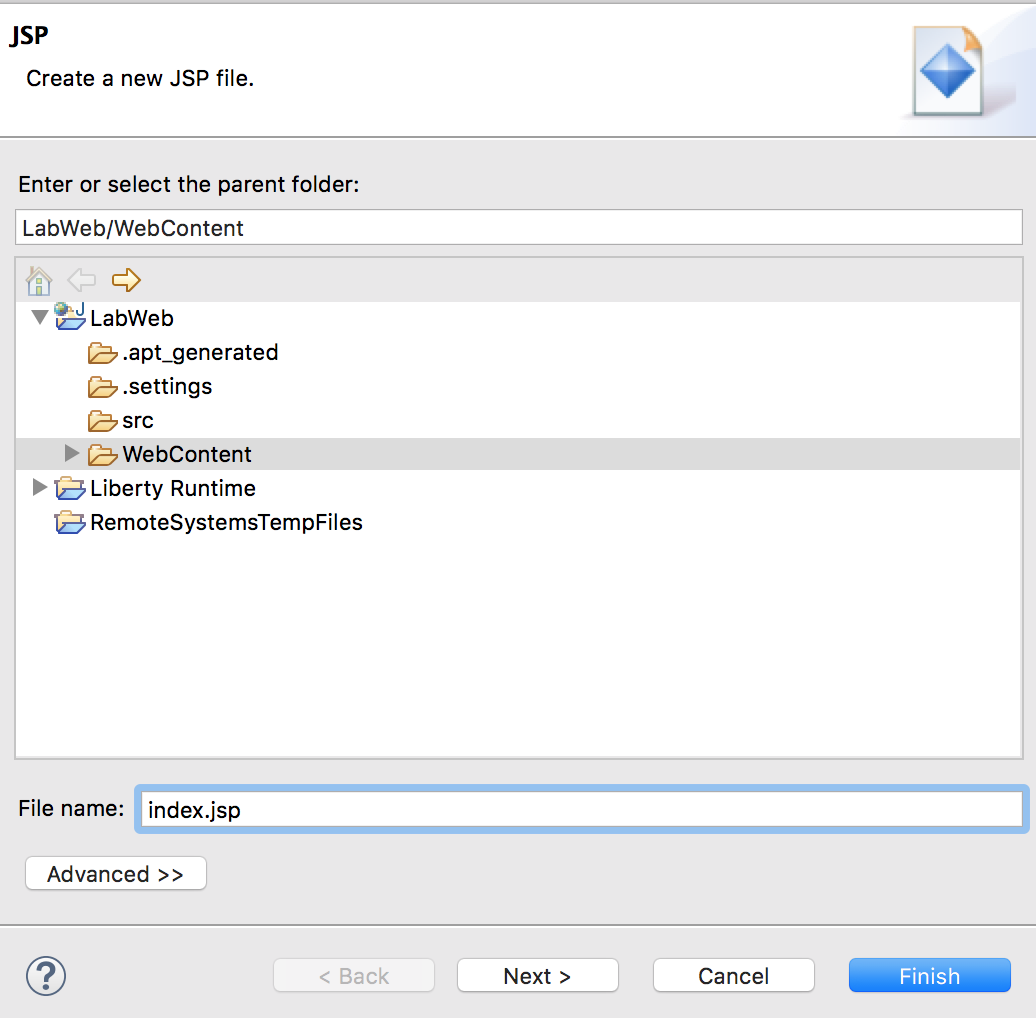 JSP
Create a new JSP file.
Enter or select the parent folder:
LabWeb/WebContent
LabWeb
.apt_generated
.settings
src
WebContent
Liberty Runtime
RemoteSystemsTempFiles
File name: index.jsp
Advanced >>
? < Back Next > Cancel Finish